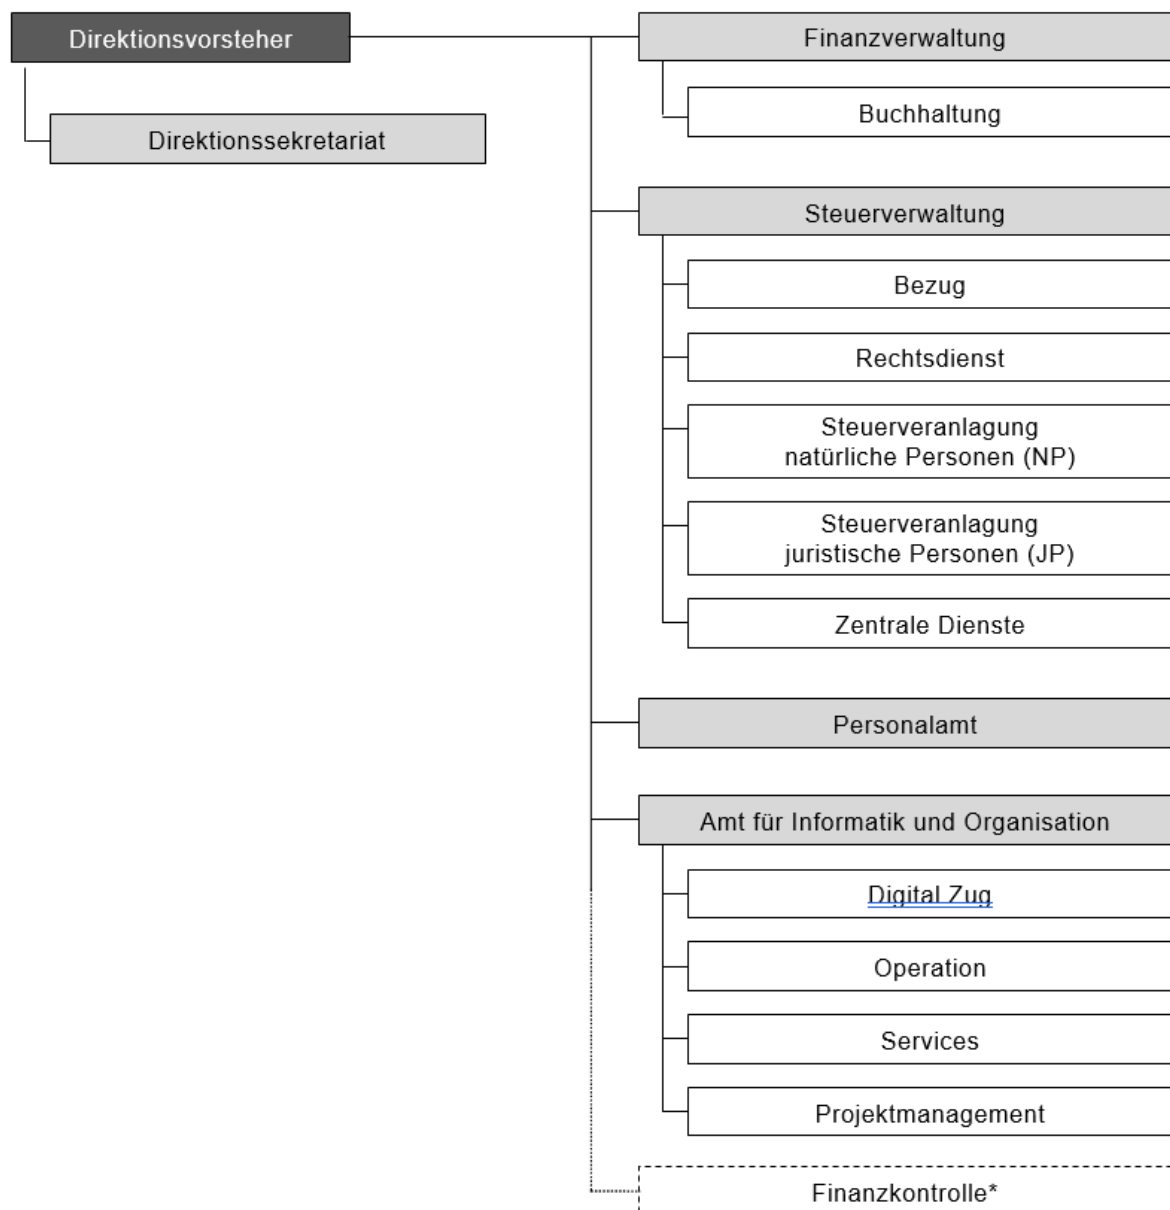 Direktionsvorsteher
Direktionssekretariat
Finanzverwaltung
Buchhaltung
Steuerverwaltung
Bezug
Rechtsdienst
Steuerveranlagung
natürliche Personen (NP)
Steuerveranlagung
juristische Personen (JP)
Zentrale Dienste
Personalamt
Amt für Informatik und Organisation
Digital Zug
Operation
Services
Projektmanagement
Finanzkontrolle*